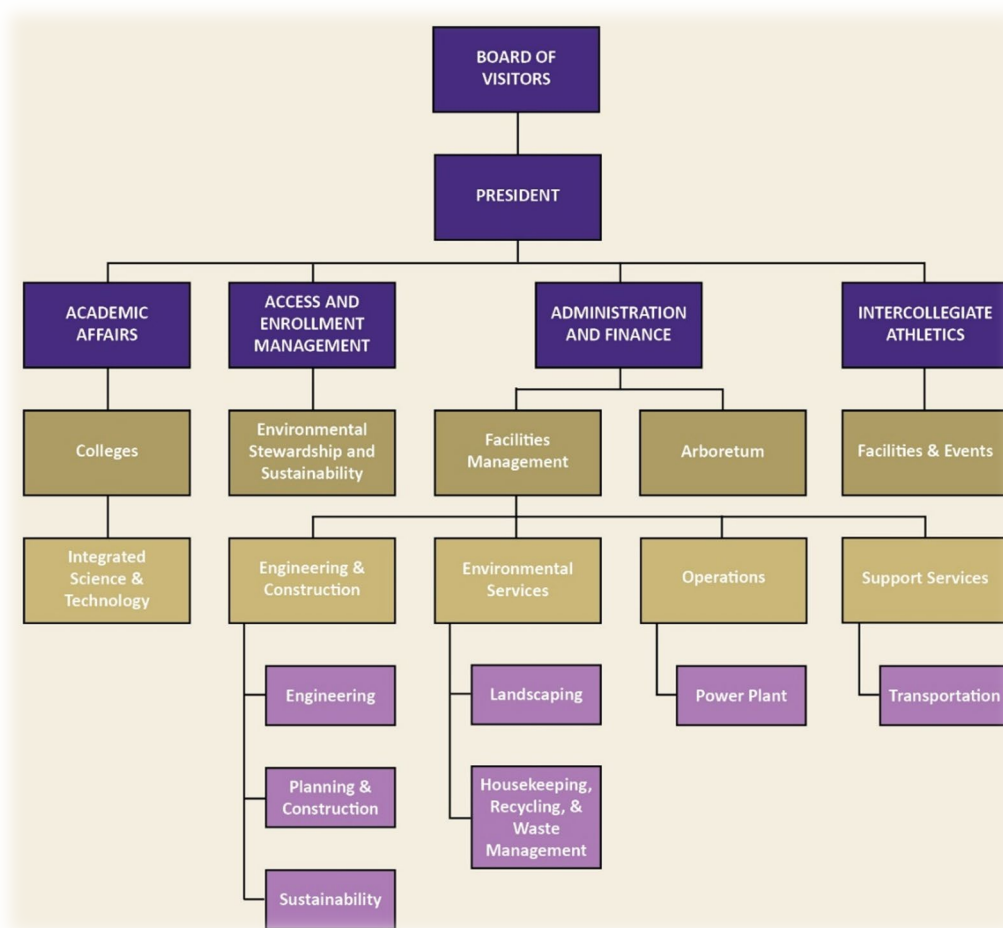 BOARD OF
VISITORS
PRESIDENT
ACADEMIC
AFFAIRS
ACCESS AND
ENROLLMENT
MANAGEMENT
ADMINISTRATION
AND FINANCE
INTERCOLLEGIATE
ATHLETICS
Colleges
Environmental
Stewardship and
Sustainability
Facilities
Management
Arboretum
Facilities & Events
Integrated
Science &
Technology
Engineering &
Construction
Environmental
Services
Operations
Support Services
Engineering
Landscaping
Power Plant
Transportation
Planning &
Construction
Housekeeping,
Recycling, &
Waste
Management
Sustainability